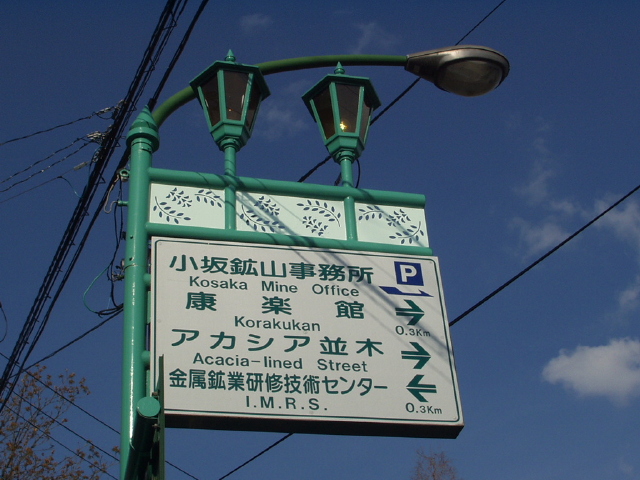 小坂鉱山事務所 P
Kosaka Mine Office
康楽館
Korakukan 0.3Km
アカシア並木
Acacia-lined Street
金属鉱業研修技術センター
I.M.R.S. 0.3Km